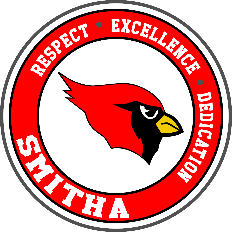 RESPECT • EXCELLENCE • DEDICATION
SMITHA